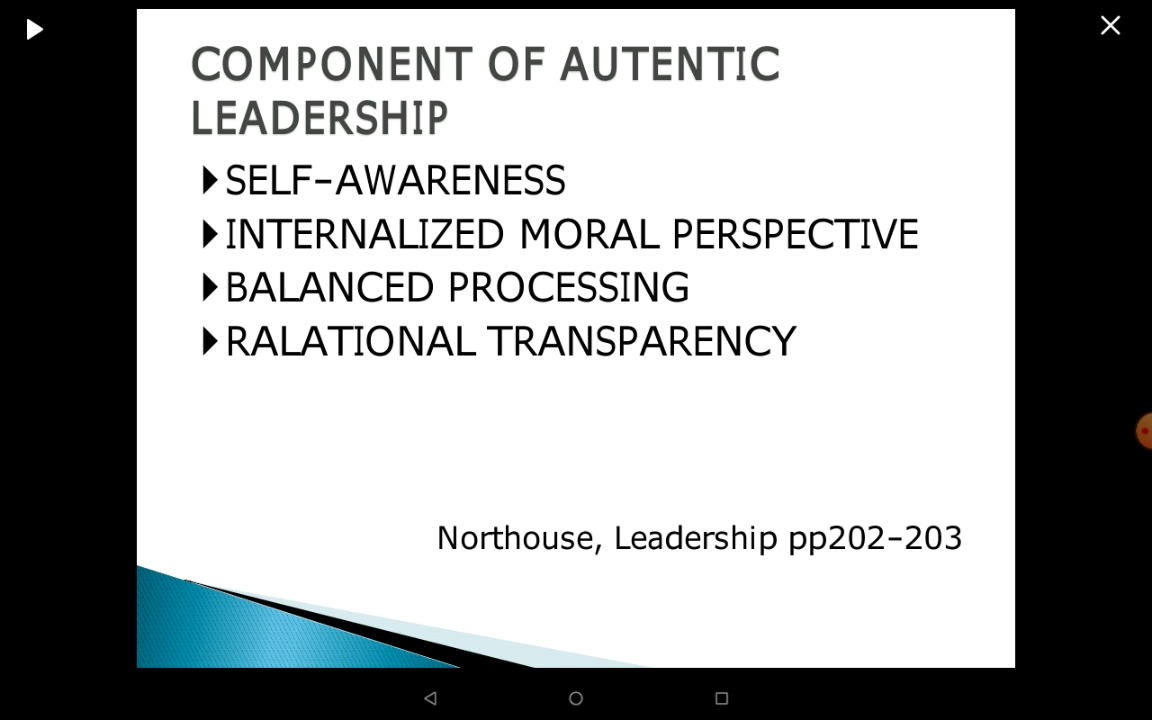 COMPONENT OF AUTENTIC
LEADERSHIP
SELF-AWARENESS
INTERNALIZED MORAL PERSPECTIVE
BALANCED PROCESSING
RALATIONAL TRANSPARENCY
Northouse, Leadership pp202-203